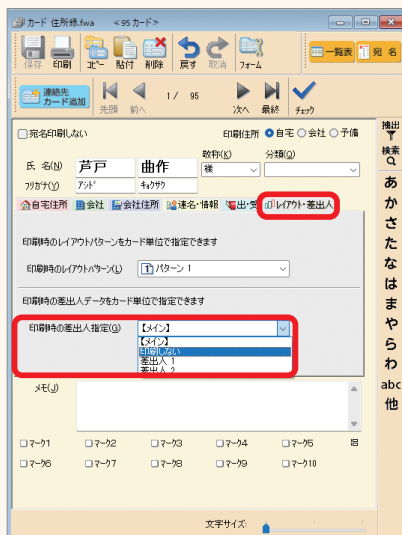 カード 住所録.fwa <95 カード>
保存 印刷 コピー 貼付 削除 戻す 取消 フォーム 一覧表 宛 名
連絡先
カード追加 先頭 前へ 1 / 95 次へ 最終 チェック
抽出
検索
あ
か
さ
た
な
は
ま
や
ら
わ
abc
他
宛名印刷しない 印刷住所 自宅 会社 予備
敬称(K) 分類(Q)
氏 名(N) 芦戸 曲作 様
フリガナ(Y) アシド キョクサク
自宅住所 会社 会社住所 連名・情報 出・受 レイアウト・差出人
印刷時のレイアウトパターンをカード単位で指定できます
印刷時のレイアウトパターン(L) 1 パターン 1
印刷時の差出人データをカード単位で指定できます
印刷時の差出人指定(G) 【メイン】
【メイン】
印刷しない
差出人 1
差出人 2
メモ(J)
マーク1 マーク2 マーク3 マーク4 マーク5
マーク6 マーク7 マーク8 マーク9 マーク10
文字サイズ: